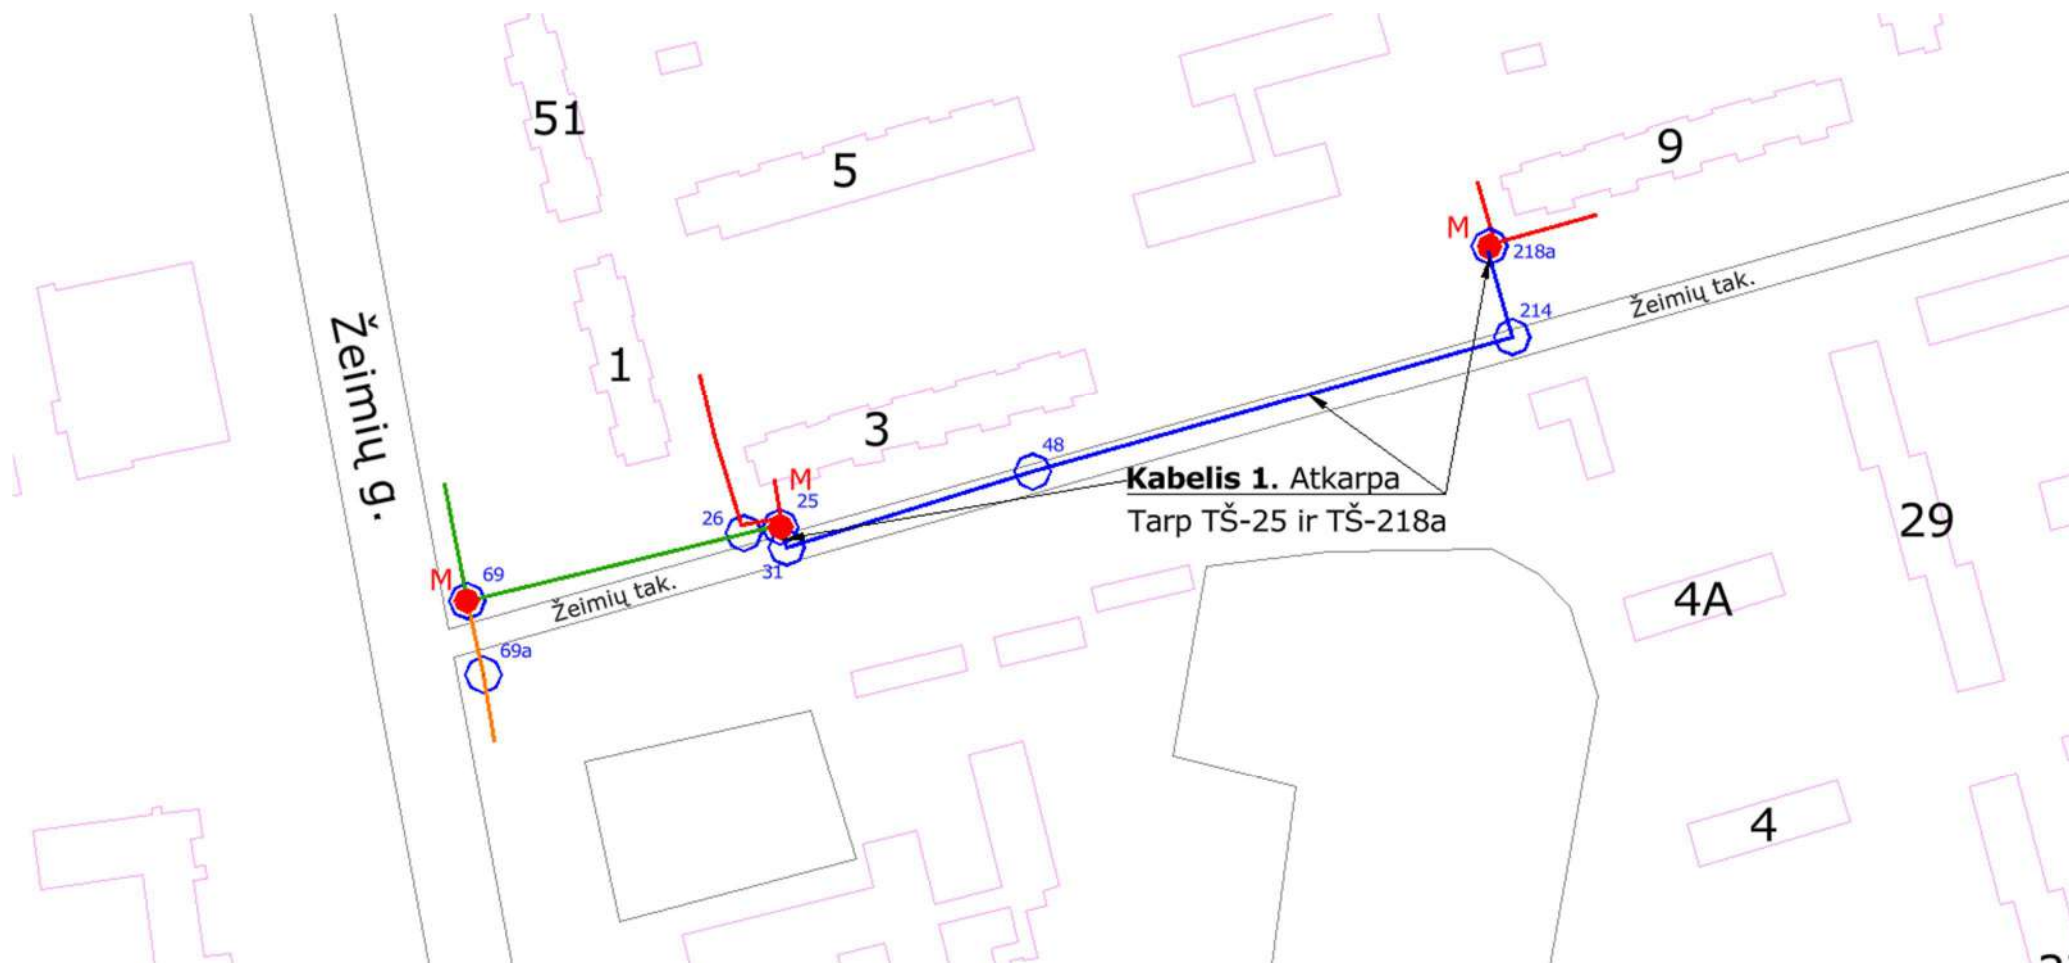 51
5
9
M
218a
Žeimių tak.
214
Žeimių g.
1
3
48
M
25
26
31
Kabelis 1. Atkarpa
Tarp TŠ-25 ir TŠ-218a
29
M
69
Žeimių tak.
4A
69a
4